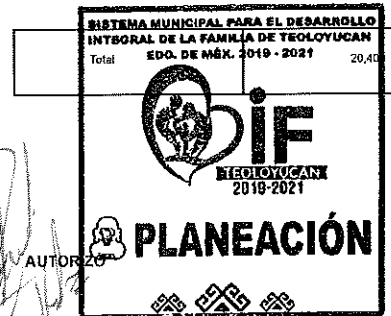 SISTEMA MUNICIPAL PARA EL DESARROLLO
INTEGRAL DE LA FAMILIA DE TEOLOYUCAN
EDO. DE MÉX. 2019 - 2021
Total 20,40
DIF
TEOLOYUCAN
2019-2021
PLANEACIÓN
AUTORIZO